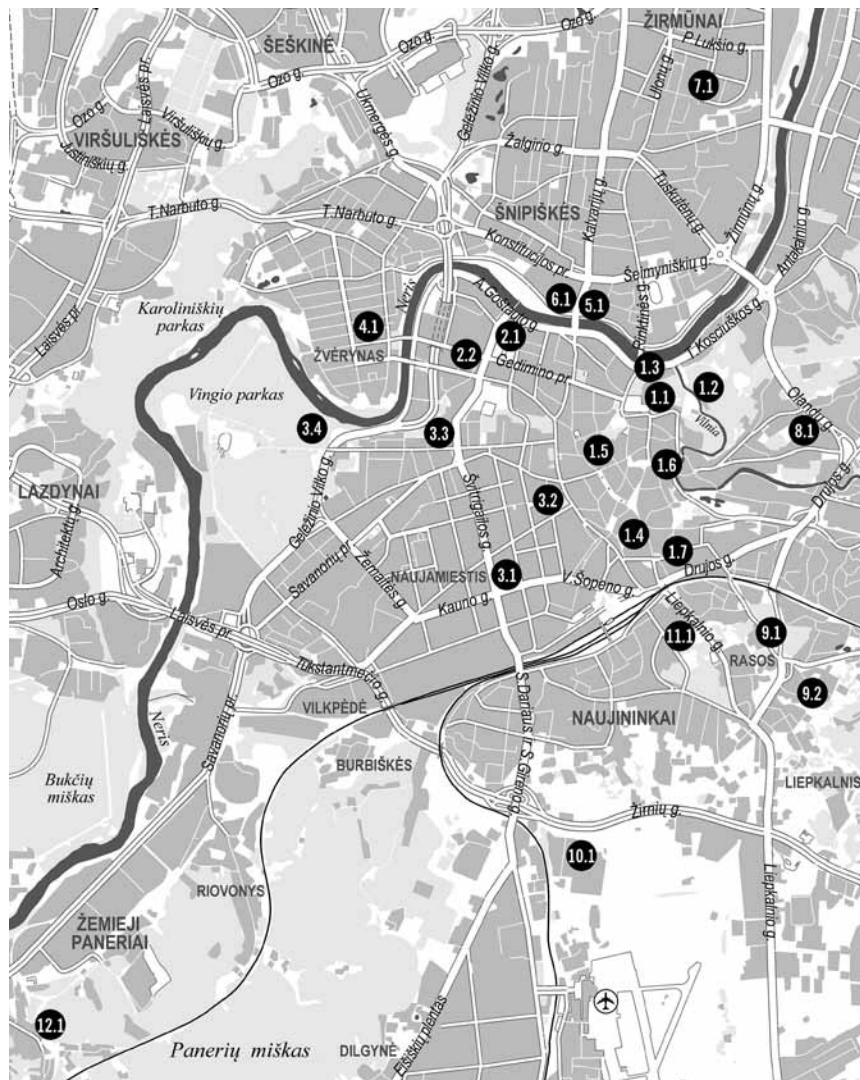 ŽIRMŪNAI
P. Lukšio g.
Ozo g.
Ozo g.
ŠEŠKINĖ
Ozo g.
Laisvės pr.
Ulonų g.
7.1
Ukmergės g.
Geležinio Vilko g.
Ozo g.
Viršuliškių g.
VIRŠULIŠKĖS
Justiniškių g.
Žalgirio g.
Tuskulėnų g.
Kalvarijų g.
T. Narbuto g.
T. Narbuto g.
ŠNIPIŠKĖS
Žirmūnų g.
Antakalnio g.
Konstitucijos pr.
Šeimyniškių g.
Laisvės pr.
Karoliniškių
parkas
Neris
A. Goštauto g.
6.1
5.1
Rinktinės g.
T. Kosciuškos g.
4.1
ŽVĖRYNAS
2.1
2.2
Gedimino pr.
1.3
1.2
1.1
Vingio parkas
Vilnia
Olandų g.
3.4
3.3
8.1
1.5
1.6
Drujos g.
LAZDYNAI
Architektų g.
Geležinio Vilko g.
Švitrigailos g.
3.2
Savanorių pr.
Žemaitės g.
1.4
1.7
NAUJAMIESTIS
3.1
V. Šopeno g.
Drujos g.
Kauno g.
Oslo g.
Laisvės pr.
Liepkalnio g.
11.1
9.1
RASOS
Tūkstantmečio g.
9.2
Neris
Savanorių pr.
VILKPĖDĖ
S. Dariaus ir S. Girėno g.
NAUJININKAI
BURBIŠKĖS
LIEPKALNIS
Bukčių
miškas
Žirnių g.
10.1
RIOVONYS
Liepkalnio g.
ŽEMIEJI
PANERIAI
12.1
Eišiškių plentas
Panerių miškas
DILGYNĖ